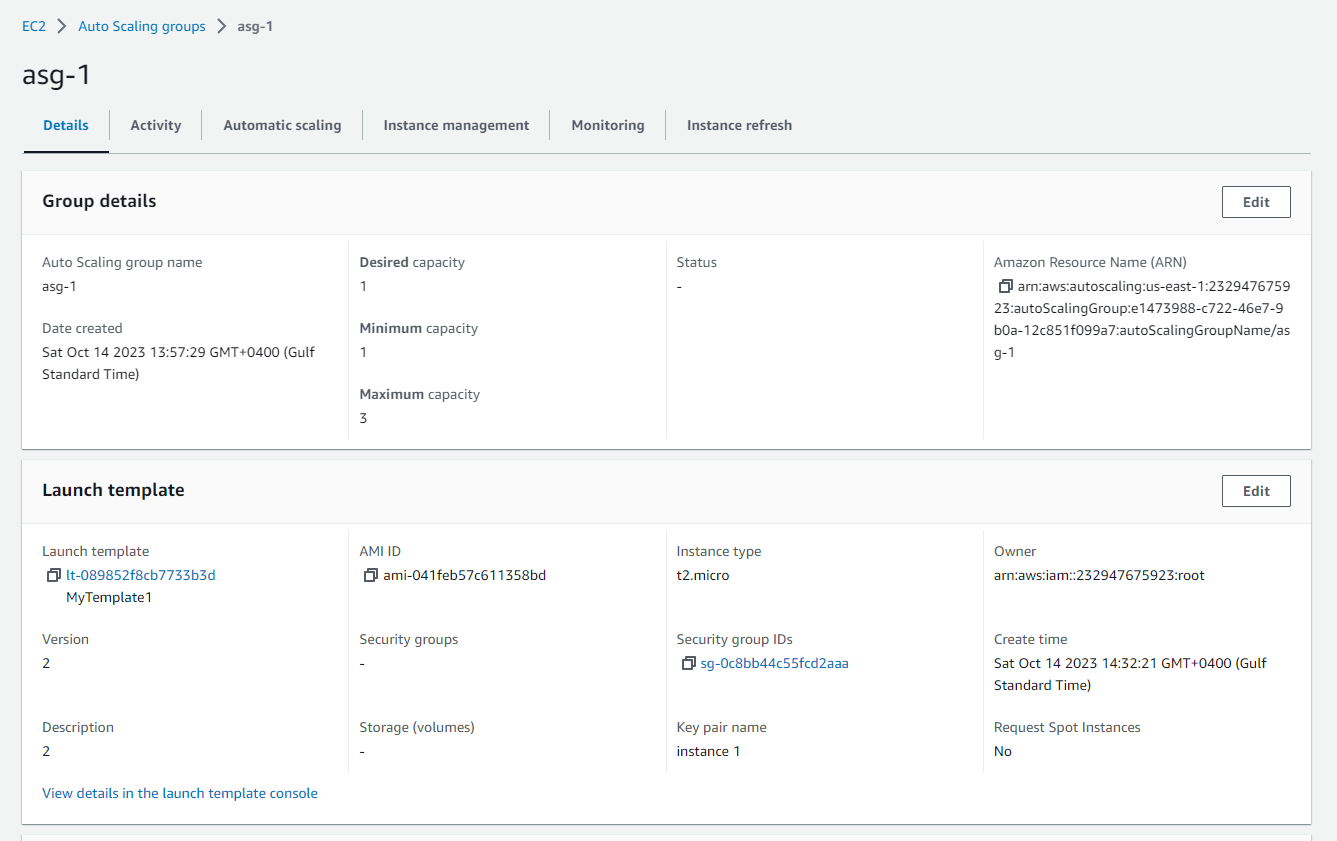 EC2 > Auto Scaling groups > asg-1
asg-1
Details
Activity
Automatic scaling
Instance management
Monitoring
Instance refresh
Group details
Edit
Auto Scaling group name
asg-1
Date created
Sat Oct 14 2023 13:57:29 GMT+0400 (Gulf
Standard Time)
Desired capacity
1
Minimum capacity
1
Maximum capacity
3
Status
-
Amazon Resource Name (ARN)
arn:aws:autoscaling:us-east-1:2329476759
23:autoScalingGroup:e1473988-c722-46e7-9
b0a-12c851f099a7:autoScalingGroupName/as
g-1
Launch template
Edit
Launch template
lt-089852f8cb7733b3d
MyTemplate1
AMI ID
ami-041feb57c611358bd
Instance type
t2.micro
Owner
arn:aws:iam::232947675923:root
Version
2
Security groups
-
Security group IDs
sg-0c8bb44c55fcd2aaa
Create time
Sat Oct 14 2023 14:32:21 GMT+0400 (Gulf
Standard Time)
Description
2
Storage (volumes)
-
Key pair name
instance 1
Request Spot Instances
No
View details in the launch template console